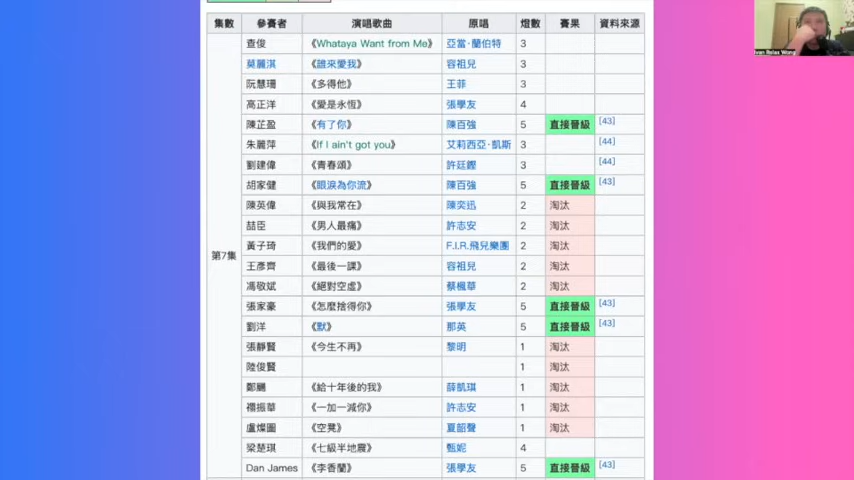 集數 參賽者 演唱歌曲 原唱 燈數 賽果 資料來源
查俊 《Whataya Want from Me》 亞當·蘭伯特 3
莫麗淇 《誰來愛我》 容祖兒 3
阮慧珊 《多得他》 王菲 3
高正洋 《愛是永恆》 張學友 4
陳芷盈 《有了你》 陳百強 5 直接晉級 [43]
朱麗萍 《If I ain't got you》 艾莉西亞·凱斯 3 [44]
劉建偉 《青春頌》 許廷鏗 3 [44]
胡家健 《眼淚為你流》 陳百強 5 直接晉級 [43]
陳英偉 《與我常在》 陳奕迅 2 淘汰
喆臣 《男人最痛》 許志安 2 淘汰
黃子琦 《我們的愛》 F.I.R.飛兒樂團 2 淘汰
第7集 王彥齊 《最後一課》 容祖兒 2 淘汰
馮敬斌 《絕對空虛》 蔡楓華 2 淘汰
張家豪 《怎麼捨得你》 張學友 5 直接晉級 [43]
劉洋 《默》 那英 5 直接晉級 [43]
張靜賢 《今生不再》 黎明 1 淘汰
陸俊賢 1 淘汰
鄭颺 《給十年後的我》 薛凱琪 1 淘汰
禤振華 《一加一減你》 許志安 1 淘汰
盧燦圖 《空凳》 夏韶聲 1 淘汰
梁楚琪 《七級半地震》 甄妮 4
Dan James 《李香蘭》 張學友 5 直接晉級 [43]